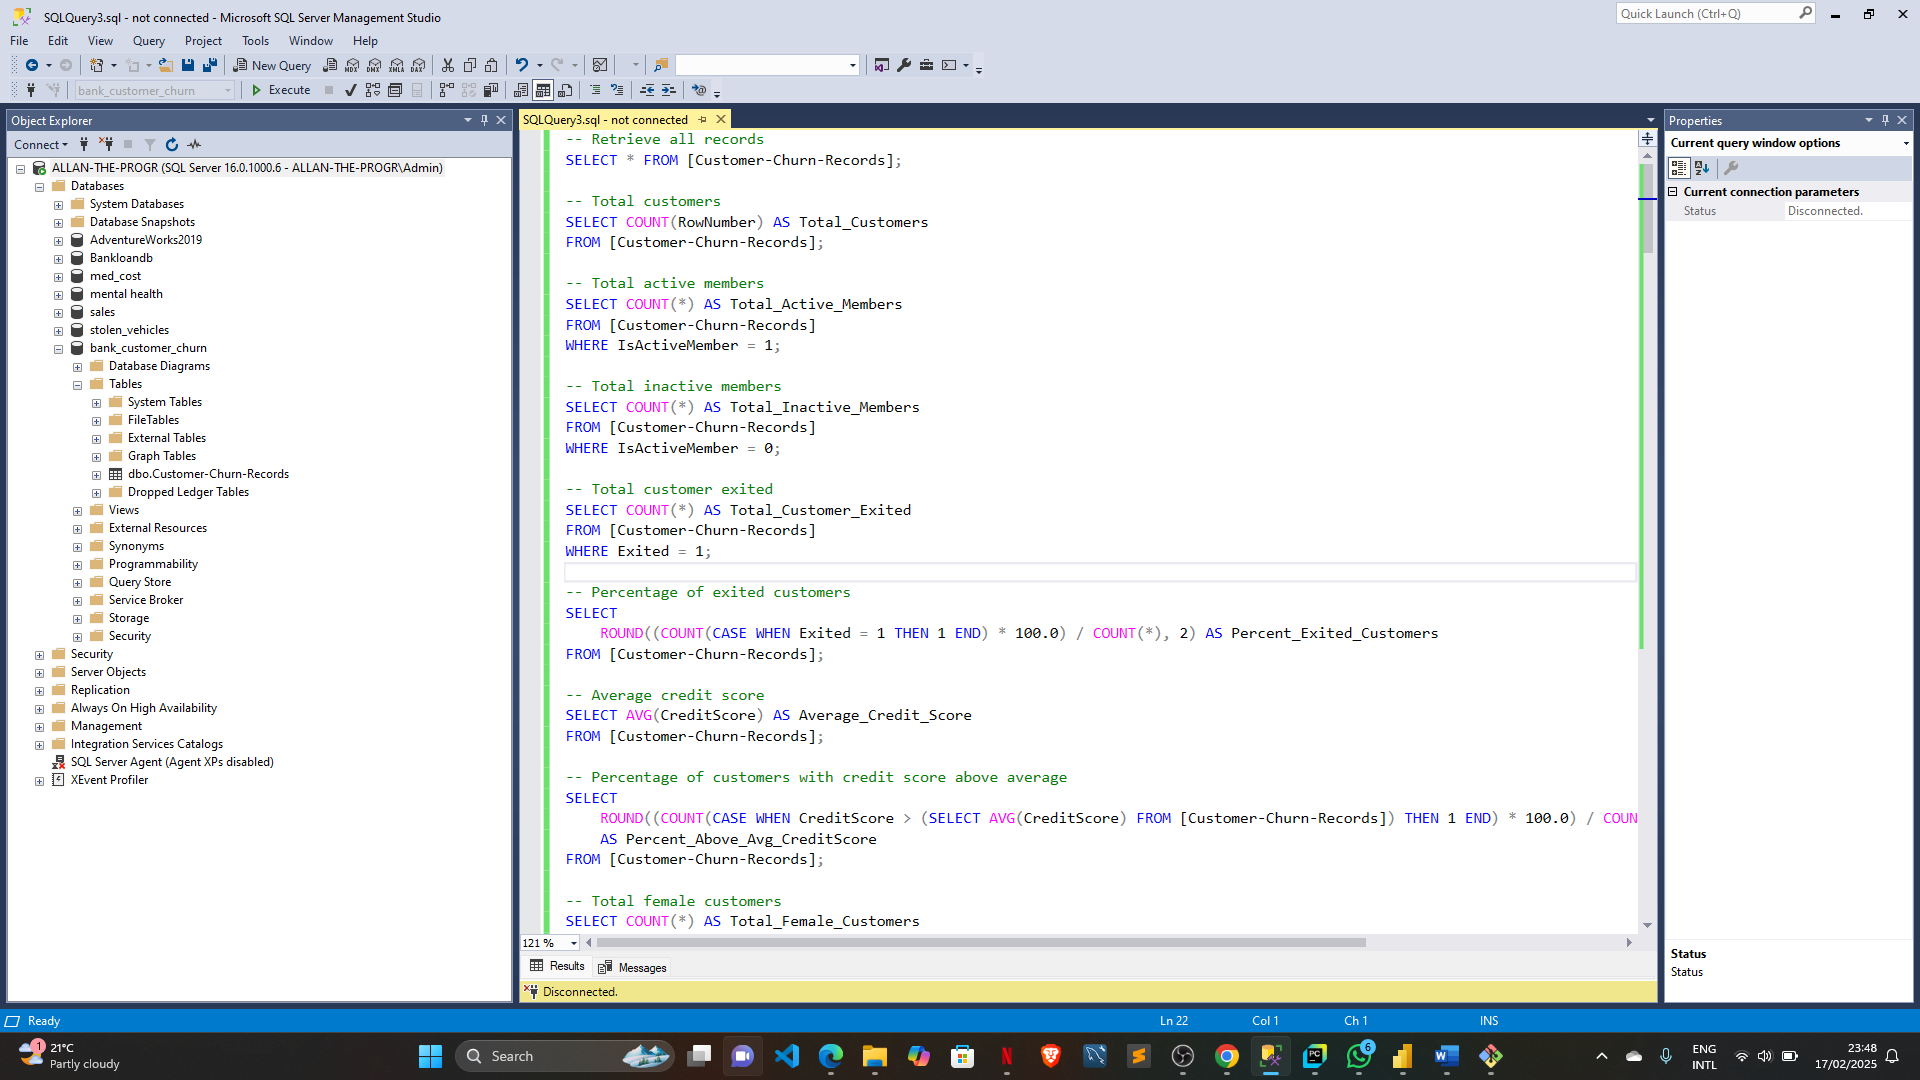 SQLQuery3.sql - not connected - Microsoft SQL Server Management Studio
Quick Launch (Ctrl+Q)
File Edit View Query Project Tools Window Help
New Query
MDX DMX XMLA DAX
bank_customer_churn
Execute
Object Explorer
Connect
ALLAN-THE-PROGR (SQL Server 16.0.1000.6 - ALLAN-THE-PROGR\Admin)
Databases
System Databases
Database Snapshots
AdventureWorks2019
Bankloandb
med_cost
mental health
sales
stolen_vehicles
bank_customer_churn
Database Diagrams
Tables
System Tables
FileTables
External Tables
Graph Tables
dbo.Customer-Churn-Records
Dropped Ledger Tables
Views
External Resources
Synonyms
Programmability
Query Store
Service Broker
Storage
Security
Security
Server Objects
Replication
Always On High Availability
Management
Integration Services Catalogs
SQL Server Agent (Agent XPs disabled)
XEvent Profiler
SQLQuery3.sql - not connected
-- Retrieve all records
SELECT * FROM [Customer-Churn-Records];
-- Total customers
SELECT COUNT(RowNumber) AS Total_Customers
FROM [Customer-Churn-Records];
-- Total active members
SELECT COUNT(*) AS Total_Active_Members
FROM [Customer-Churn-Records]
WHERE IsActiveMember = 1;
-- Total inactive members
SELECT COUNT(*) AS Total_Inactive_Members
FROM [Customer-Churn-Records]
WHERE IsActiveMember = 0;
-- Total customer exited
SELECT COUNT(*) AS Total_Customer_Exited
FROM [Customer-Churn-Records]
WHERE Exited = 1;
-- Percentage of exited customers
SELECT
ROUND((COUNT(CASE WHEN Exited = 1 THEN 1 END) * 100.0) / COUNT(*), 2) AS Percent_Exited_Customers
FROM [Customer-Churn-Records];
-- Average credit score
SELECT AVG(CreditScore) AS Average_Credit_Score
FROM [Customer-Churn-Records];
-- Percentage of customers with credit score above average
SELECT
ROUND((COUNT(CASE WHEN CreditScore > (SELECT AVG(CreditScore) FROM [Customer-Churn-Records]) THEN 1 END) * 100.0) / COUN
AS Percent_Above_Avg_CreditScore
FROM [Customer-Churn-Records];
-- Total female customers
SELECT COUNT(*) AS Total_Female_Customers
121 %
Results Messages
Disconnected.
Properties
Current query window options
Current connection parameters
Status Disconnected.
Status
Status
Ready
Ln 22 Col 1 Ch 1 INS
1
21°C
Partly cloudy
Search
PC
6
ENG
INTL
23:48
17/02/2025